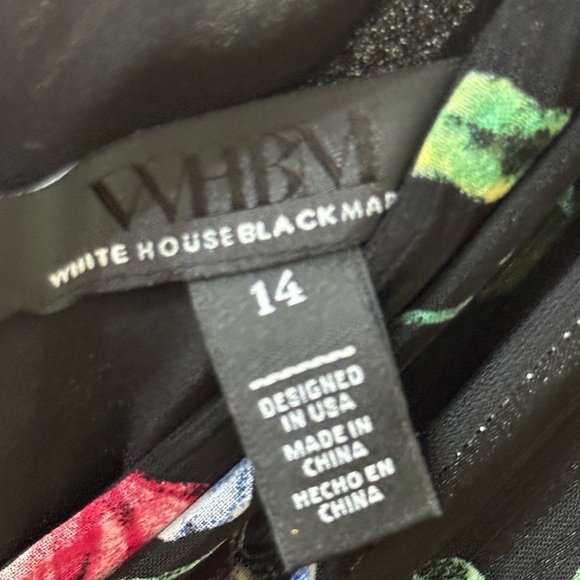 WHBM
WHITE HOUSE BLACK MAR
14
DESIGNED
IN USA
MADE IN
CHINA
HECHO EN
CHINA